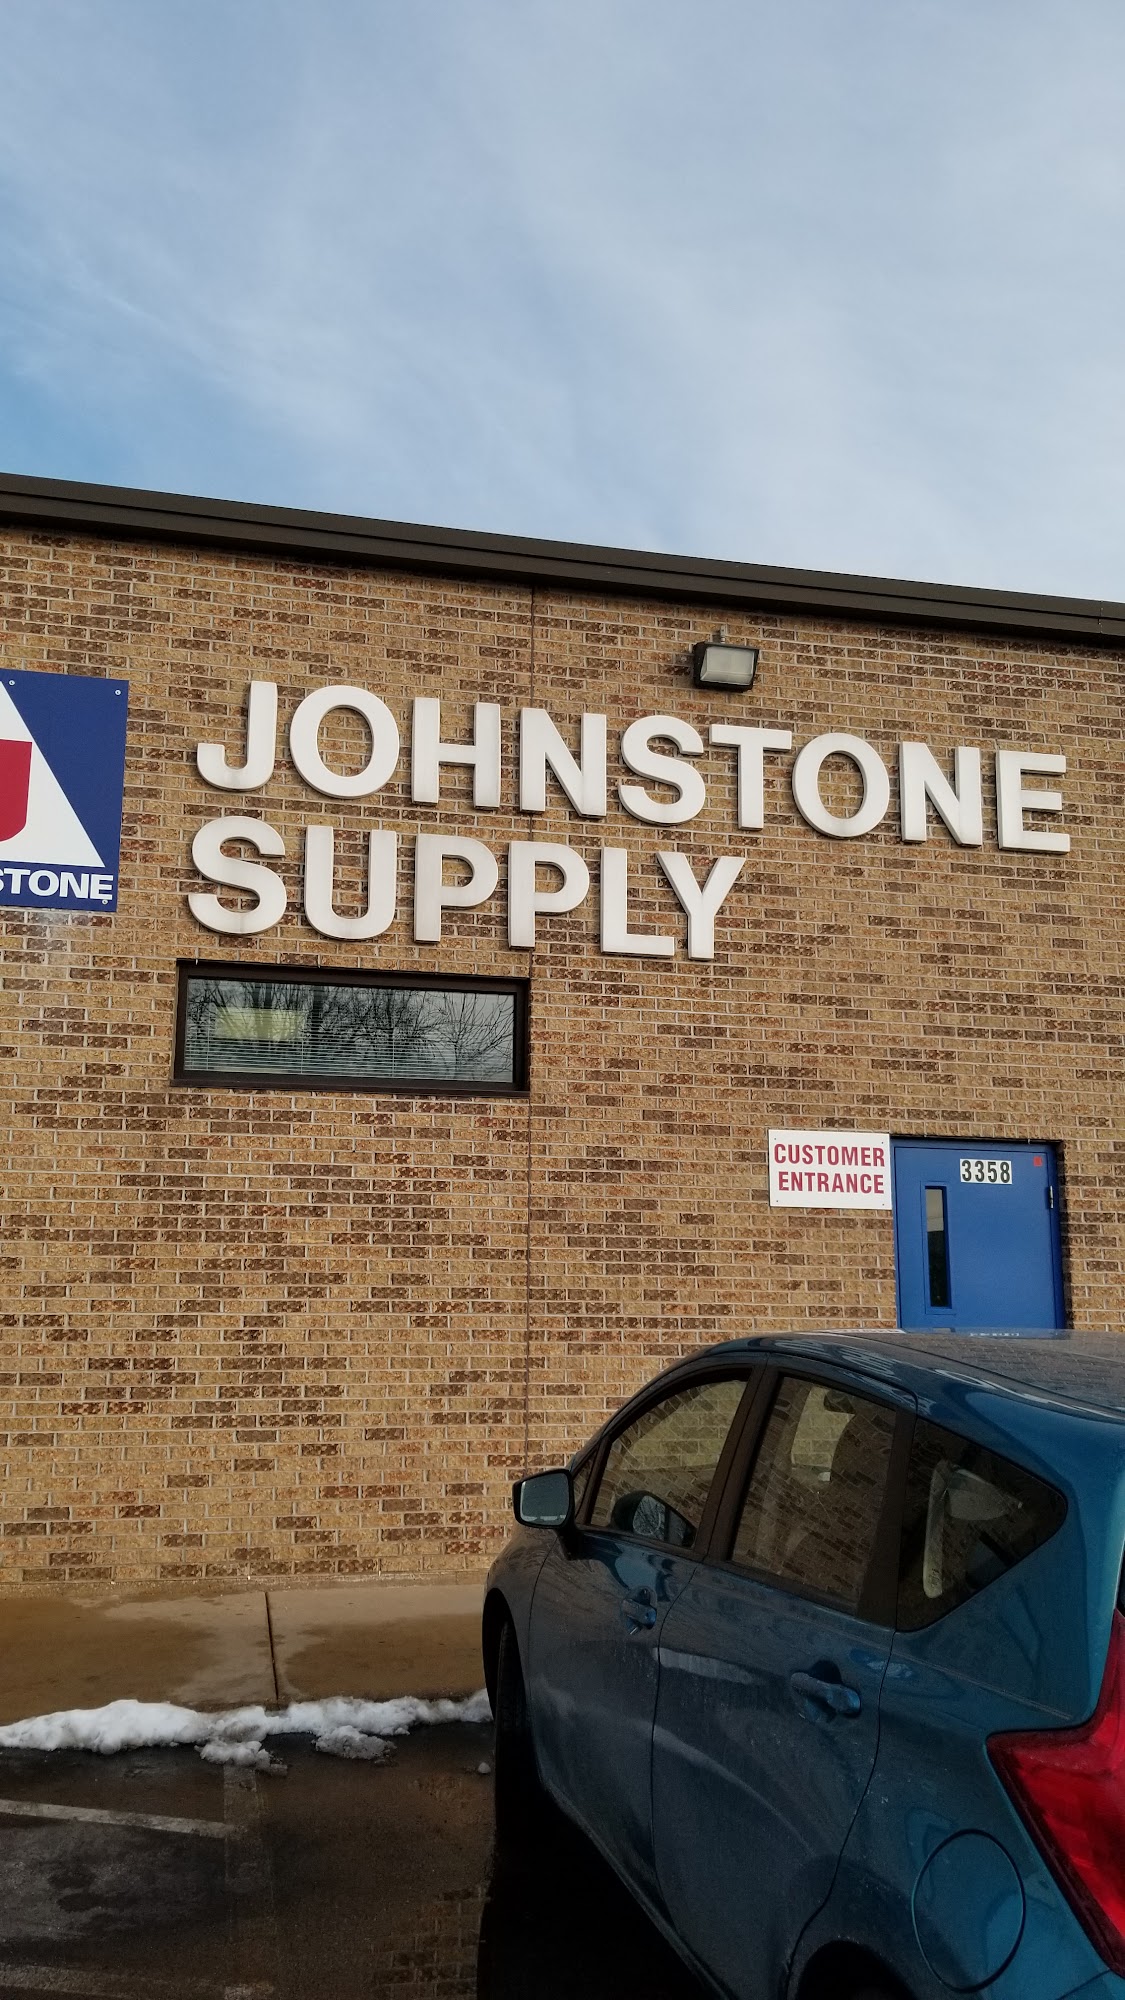 JOHNSTONE
SUPPLY
STONE
CUSTOMER
ENTRANCE
3358